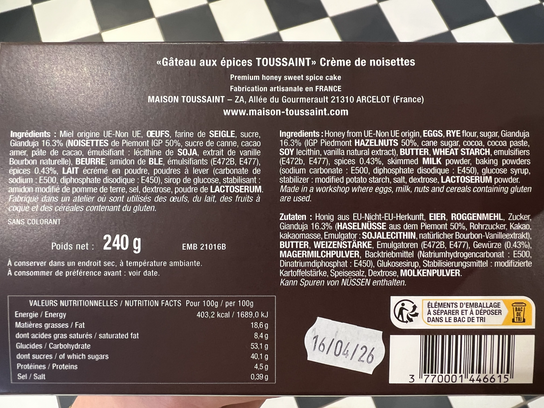 «Gâteau aux épices TOUSSAINT» Crème de noisettes
Premium honey sweet spice cake
Fabrication artisanale en FRANCE
MAISON TOUSSAINT – ZA, Allée du Gourmerault 21310 ARCELOT (France)
www.maison-toussaint.com
Ingrédients : Miel origine UE-Non UE, ŒUFS, farine de SEIGLE, sucre,
Gianduja 16.3% (NOISETTES de Piemont IGP 50%, sucre de canne, cacao
amer, pâte de cacao, émulsifiant : lécithine de SOJA, extrait de vanille
Bourbon naturelle), BEURRE, amidon de BLE, émulsifiants (E472B, E477),
épices 0,43%, LAIT écrémé en poudre, poudres à lever (carbonate de
sodium : E500, diphosphate disodique : E450), sirop de glucose, stabilisant :
amidon modifié de pomme de terre, sel, dextrose, poudre de LACTOSERUM.
Fabriqué dans un atelier où sont utilisés des œufs, du lait, des fruits à
coque et des céréales contenant du gluten.
SANS COLORANT
Poids net : 240 g EMB 21016B
À conserver dans un endroit sec, à température ambiante.
À consommer de préférence avant : voir date.
VALEURS NUTRITIONNELLES / NUTRITION FACTS Pour 100g / per 100g
Energie / Energy 403,2 kcal / 1689,0 kJ
Matières grasses / Fat 18,6 g
dont acides gras saturés / saturated fat 8,4 g
Glucides / Carbohydrate 53,1 g
dont sucres / of which sugars 40,1 g
Protéines / Proteins 4,5 g
Sel / Salt 0,39 g
Ingredients : Honey from UE-Non UE origin, EGGS, RYE flour, sugar, Gianduja
16.3% (IGP Piedmont HAZELNUTS 50%, cane sugar, cocoa, cocoa paste,
SOY lecithin, vanilla natural extract), BUTTER, WHEAT STARCH, emulsifiers
(E472B, E477), spices 0.43%, skimmed MILK powder, baking powders
(sodium carbonate : E500, diphosphate disodique : E450), glucose syrup,
stabilizer : modified potato starch, salt, dextrose, LACTOSERUM powder.
Made in a workshop where eggs, milk, nuts and cereals containing gluten
are used.
Zutaten : Honig aus EU-Nicht-EU-Herkunft, EIER, ROGGENMEHL, Zucker,
Gianduja 16.3% (HASELNÜSSE aus dem Piemont 50%, Rohrzucker, Kakao,
kakaomasse, Emulgator : SOJALECITHIN, natürlicher Bourbon-Vanilleextrakt),
BUTTER, WEIZENSTÄRKE, Emulgatoren (E472B, E477), Gewürze (0.43%),
MAGERMILCHPULVER, Backtriebmittel (Natriumhydrogencarbonat : E500,
Dinatriumdiphosphat : E450), Glukosesirup, Stabilisierungsmittel : modifizierte
Kartoffelstärke, Speisesalz, Dextrose, MOLKENPULVER.
Kann Spuren von NÜSSEN enthalten.
ÉLÉMENTS D'EMBALLAGE
À SÉPARER ET À DÉPOSER
DANS LE BAC DE TRI
BAC
DE
TRI
16/04/26
3 770001 446615